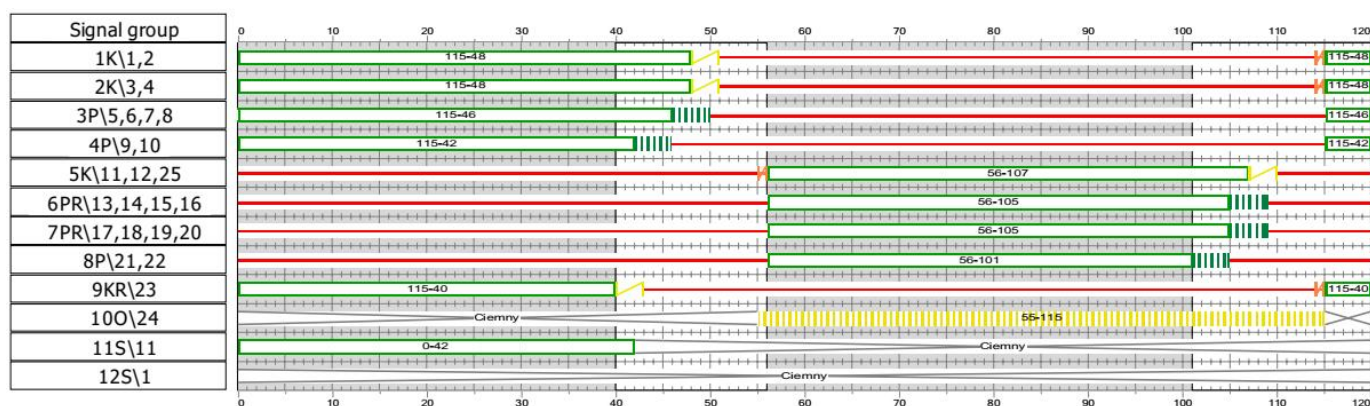 Signal group
0 10 20 30 40 50 60 70 80 90 100 110 120
1K\1,2 115-48 115-48
2K\3,4 115-48 115-48
3P\5,6,7,8 115-46 115-46
4P\9,10 115-42 115-42
5K\11,12,25 56-107
6PR\13,14,15,16 56-105
7PR\17,18,19,20 56-105
8P\21,22 56-101
9KR\23 115-40 115-40
10O\24 Ciemny 55-115
11S\11 0-42 Ciemny
12S\1 Ciemny
0 10 20 30 40 50 60 70 80 90 100 110 120